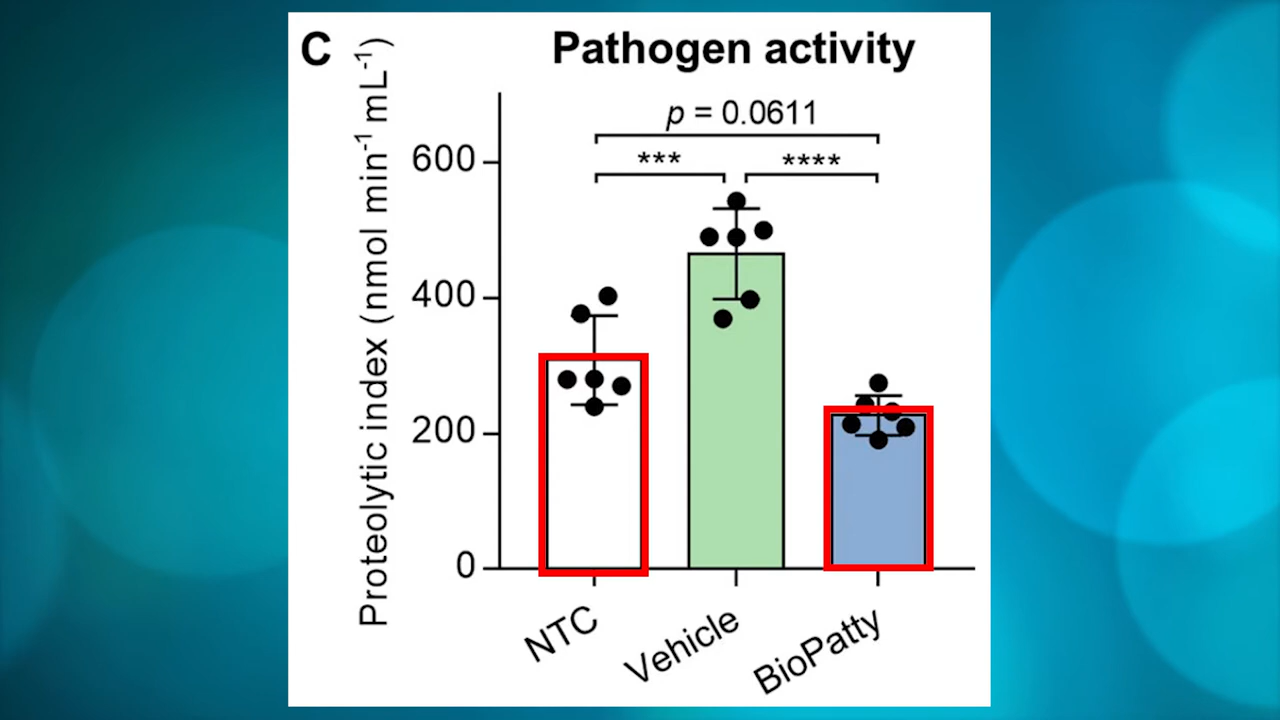 C
Pathogen activity
Proteolytic index (nmol min⁻¹ mL⁻¹)
p = 0.0611
*** ****
600
400
200
0
NTC Vehicle BioPatty